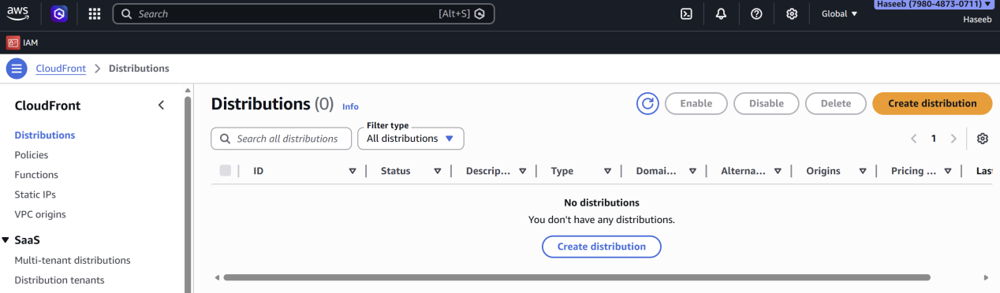 aws
Search [Alt+S]
Global
Haseeb (7980-4873-0711)
Haseeb
IAM
CloudFront > Distributions
CloudFront
Distributions
Policies
Functions
Static IPs
VPC origins
SaaS
Multi-tenant distributions
Distribution tenants
Distributions (0) Info
Enable Disable Delete Create distribution
Search all distributions
Filter type
All distributions
1
ID Status Descrip... Type Domai... Alterna... Origins Pricing ... Last
No distributions
You don't have any distributions.
Create distribution